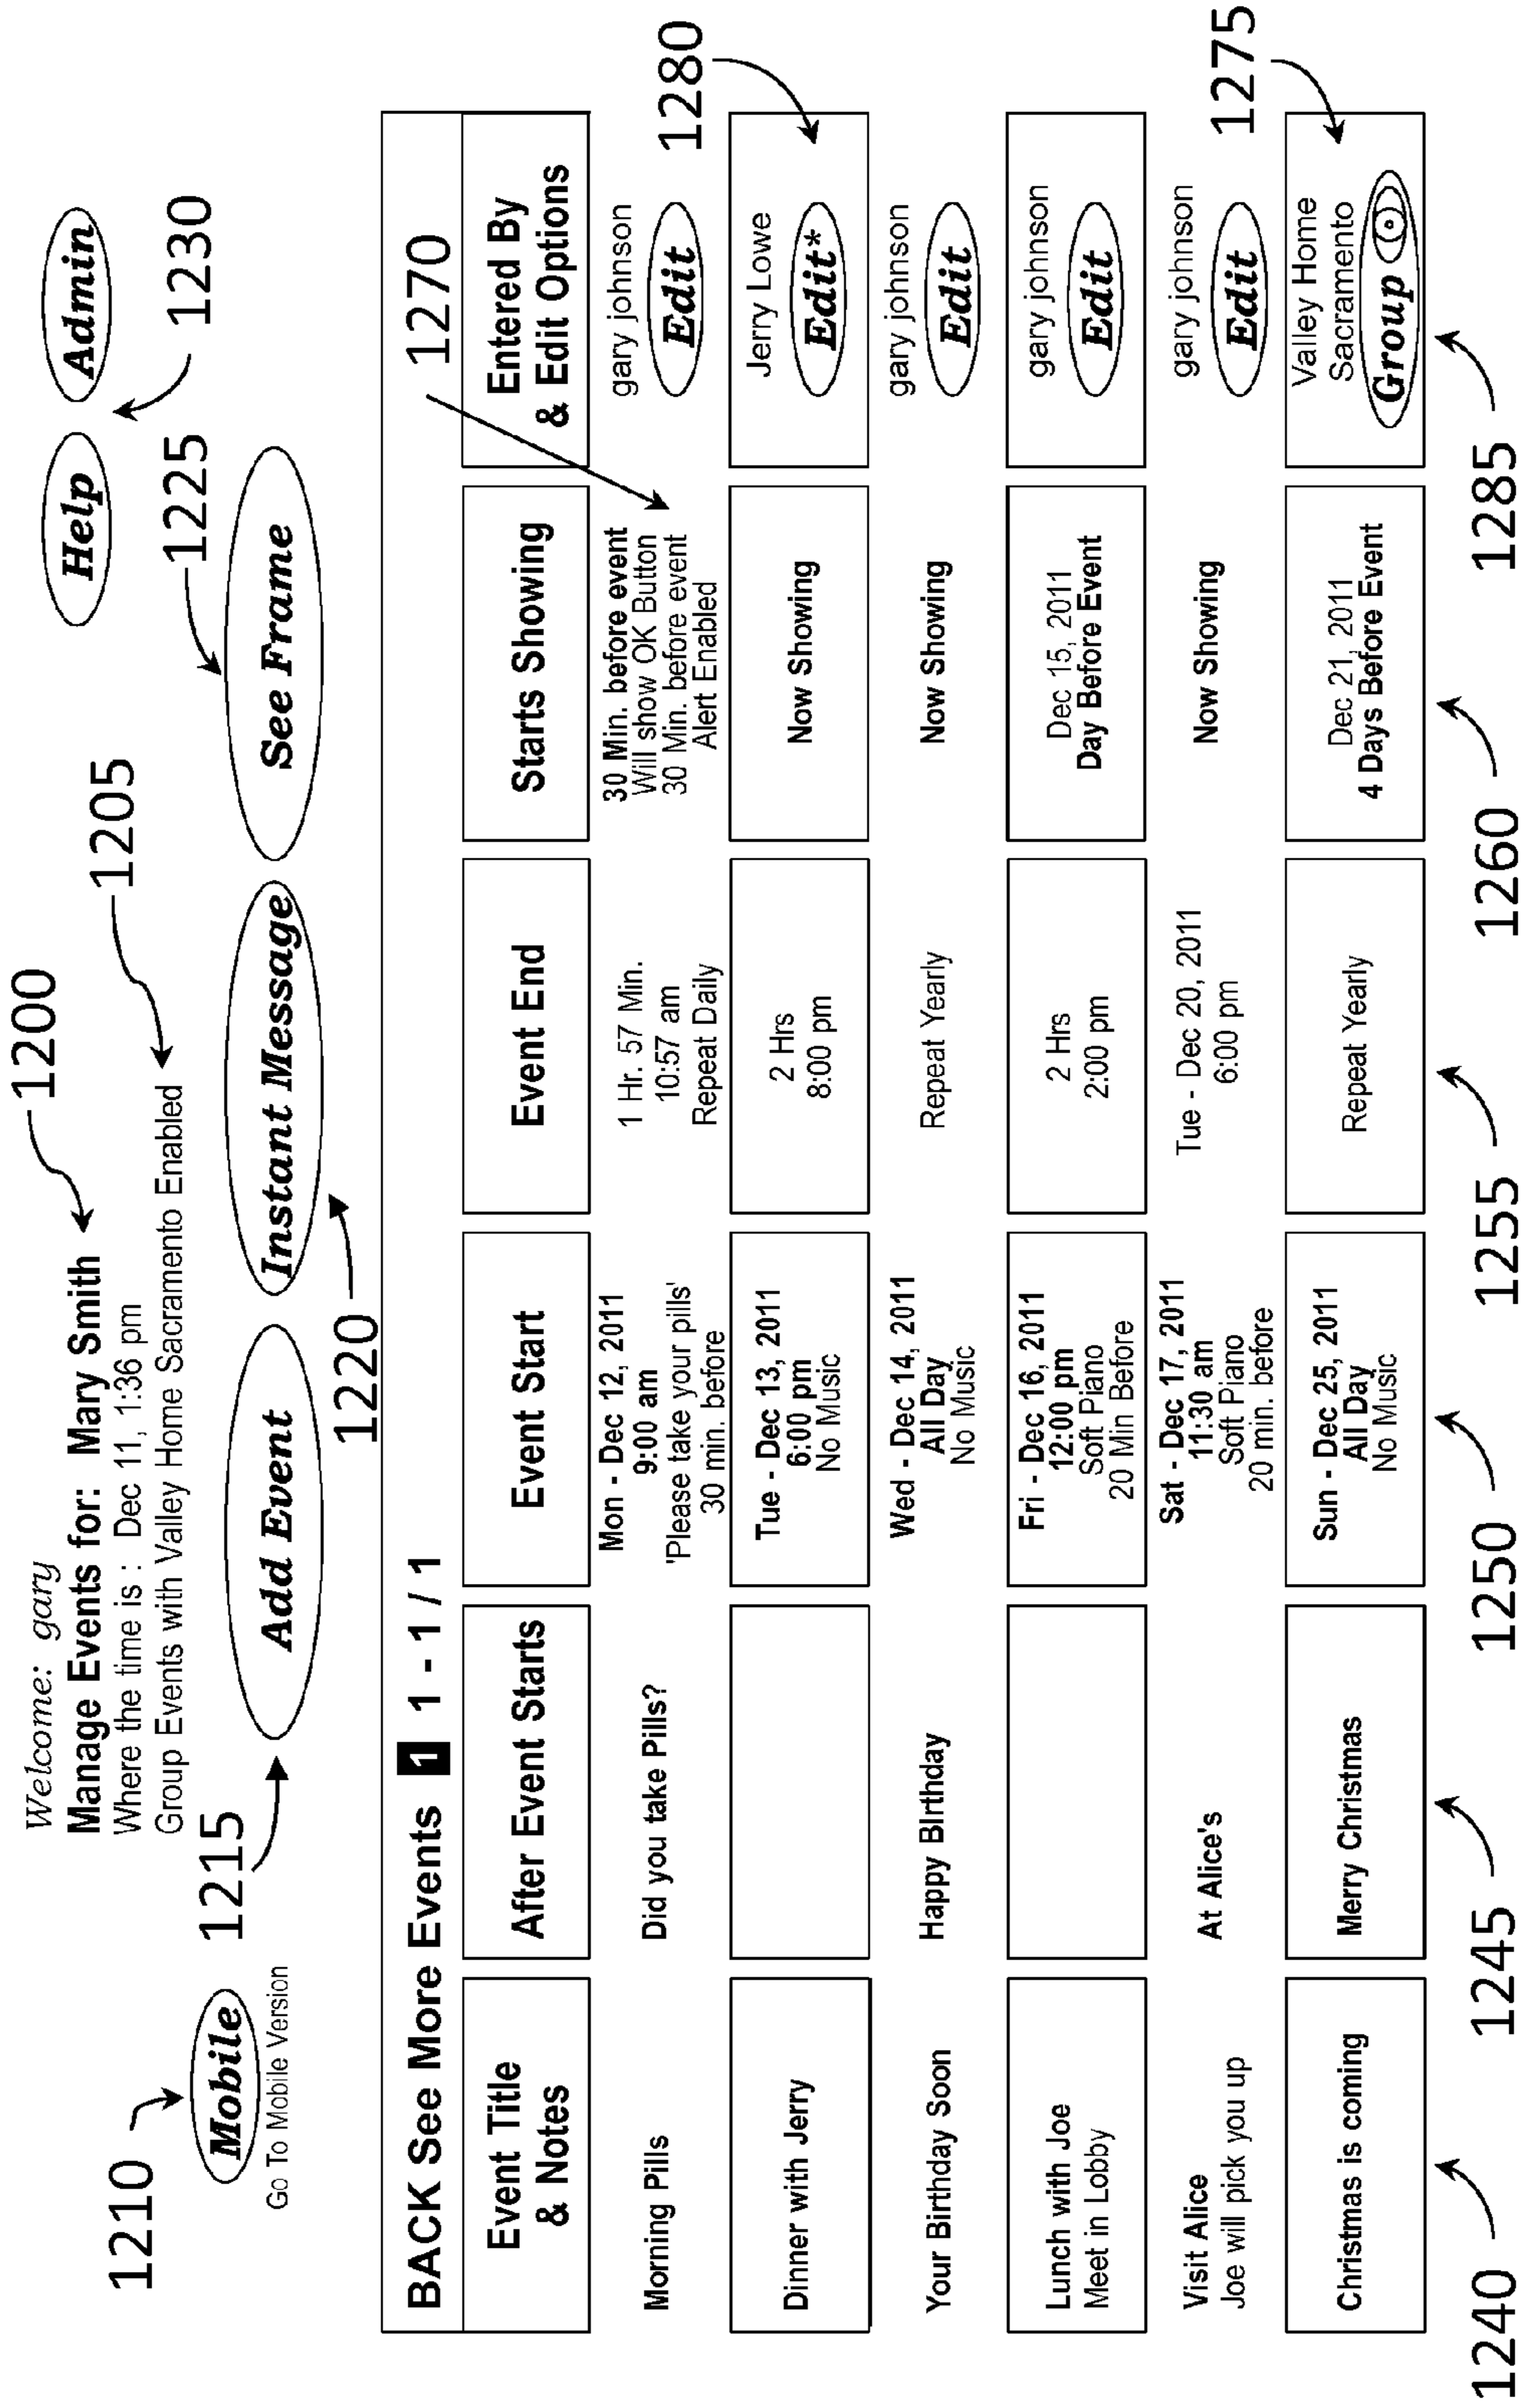 1200
Welcome: gary
Manage Events for: Mary Smith
Where the time is : Dec 11, 1:36 pm
Group Events with Valley Home Sacramento Enabled
1205
Help
Admin
1230
1210
Mobile
Go To Mobile Version
1215
Add Event
1220
Instant Message
1225
See Frame
BACK See More Events 1 1 - 1 / 1
1270
Event Title
& Notes
After Event Starts
Event Start
Event End
Starts Showing
Entered By
& Edit Options
Morning Pills
Did you take Pills?
Mon - Dec 12, 2011
9:00 am
'Please take your pills'
30 min. before
1 Hr. 57 Min.
10:57 am
Repeat Daily
30 Min. before event
Will show OK Button
30 Min. before event
Alert Enabled
gary johnson
Edit
1280
Dinner with Jerry
Tue - Dec 13, 2011
6:00 pm
No Music
2 Hrs
8:00 pm
Now Showing
Jerry Lowe
Edit*
Your Birthday Soon
Happy BIrthday
Wed - Dec 14, 2011
All Day
No Music
Repeat Yearly
Now Showing
gary johnson
Edit
Lunch with Joe
Meet in Lobby
Fri - Dec 16, 2011
12:00 pm
Soft Piano
20 Min Before
2 Hrs
2:00 pm
Dec 15, 2011
Day Before Event
gary johnson
Edit
Visit Alice
Joe will pick you up
At Alice's
Sat - Dec 17, 2011
11:30 am
Soft Piano
20 min. before
Tue - Dec 20, 2011
6:00 pm
Now Showing
gary johnson
Edit
1275
Christmas is coming
Merry Christmas
Sun - Dec 25, 2011
All Day
No Music
Repeat Yearly
Dec 21, 2011
4 Days Before Event
Valley Home
Sacramento
Group
1240
1245
1250
1255
1260
1285